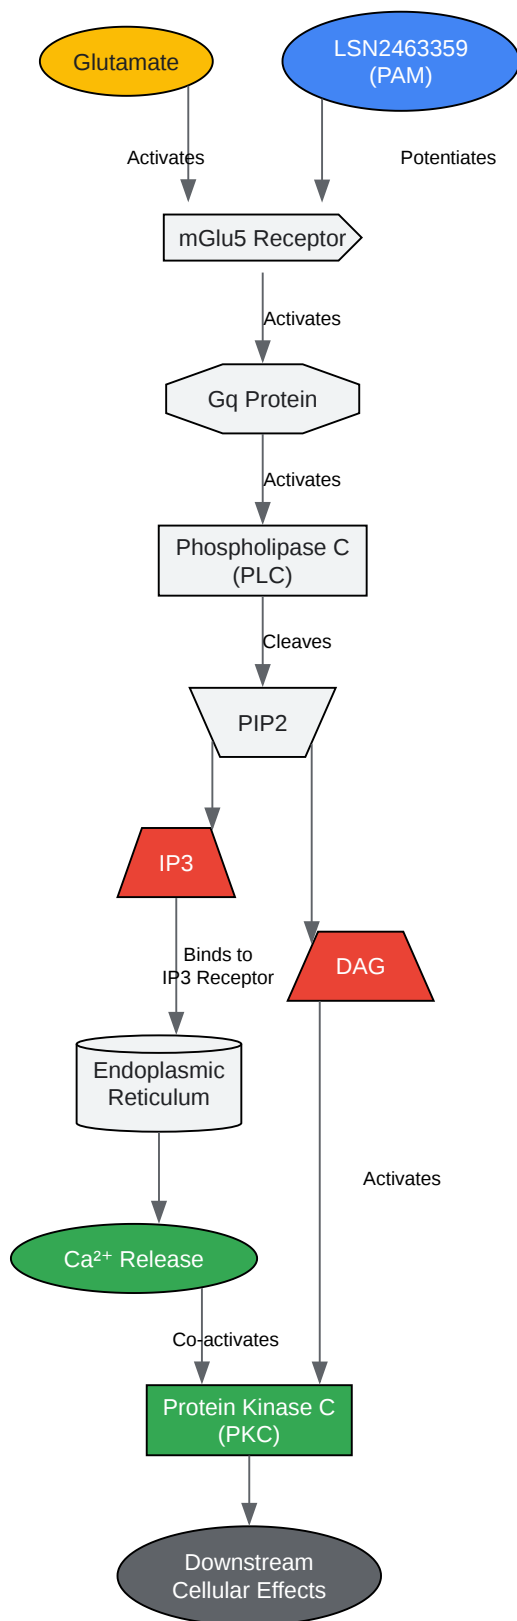 Glutamate
LSN2463359
(PAM)
Activates
Potentiates
mGlu5 Receptor
Activates
Gq Protein
Activates
Phospholipase C
(PLC)
Cleaves
PIP2
IP3
Binds to
IP3 Receptor
DAG
Endoplasmic
Reticulum
Activates
Ca²⁺ Release
Co-activates
Protein Kinase C
(PKC)
Downstream
Cellular Effects